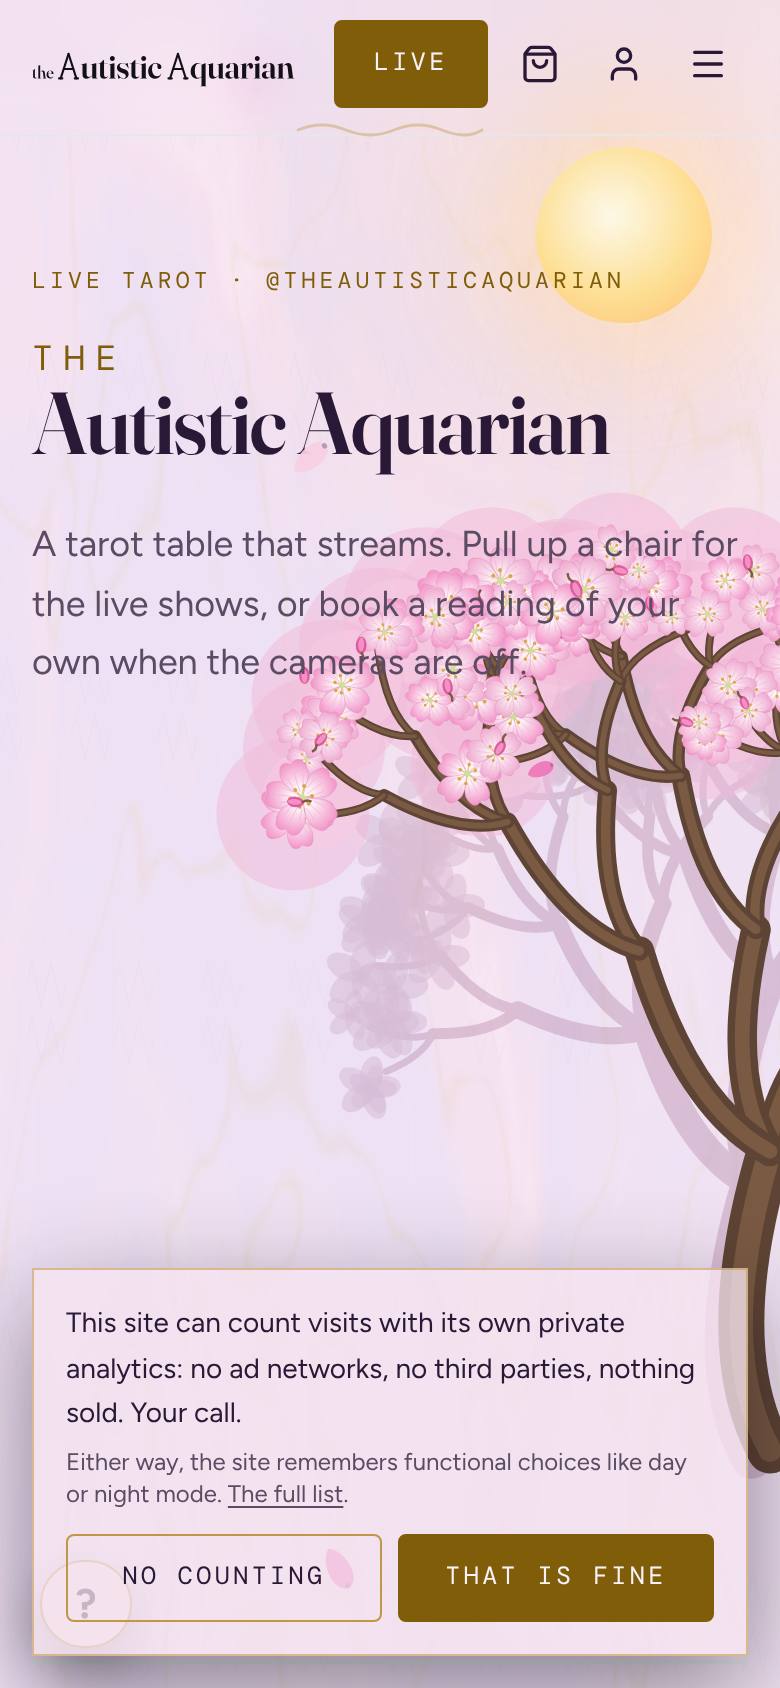 the Autistic Aquarian
LIVE
LIVE TAROT · @THEAUTISTICAQUARIAN
THE
Autistic Aquarian
A tarot table that streams. Pull up a chair for
the live shows, or book a reading of your
own when the cameras are off.
This site can count visits with its own private
analytics: no ad networks, no third parties, nothing
sold. Your call.
Either way, the site remembers functional choices like day
or night mode. The full list.
NO COUNTING
THAT IS FINE
?